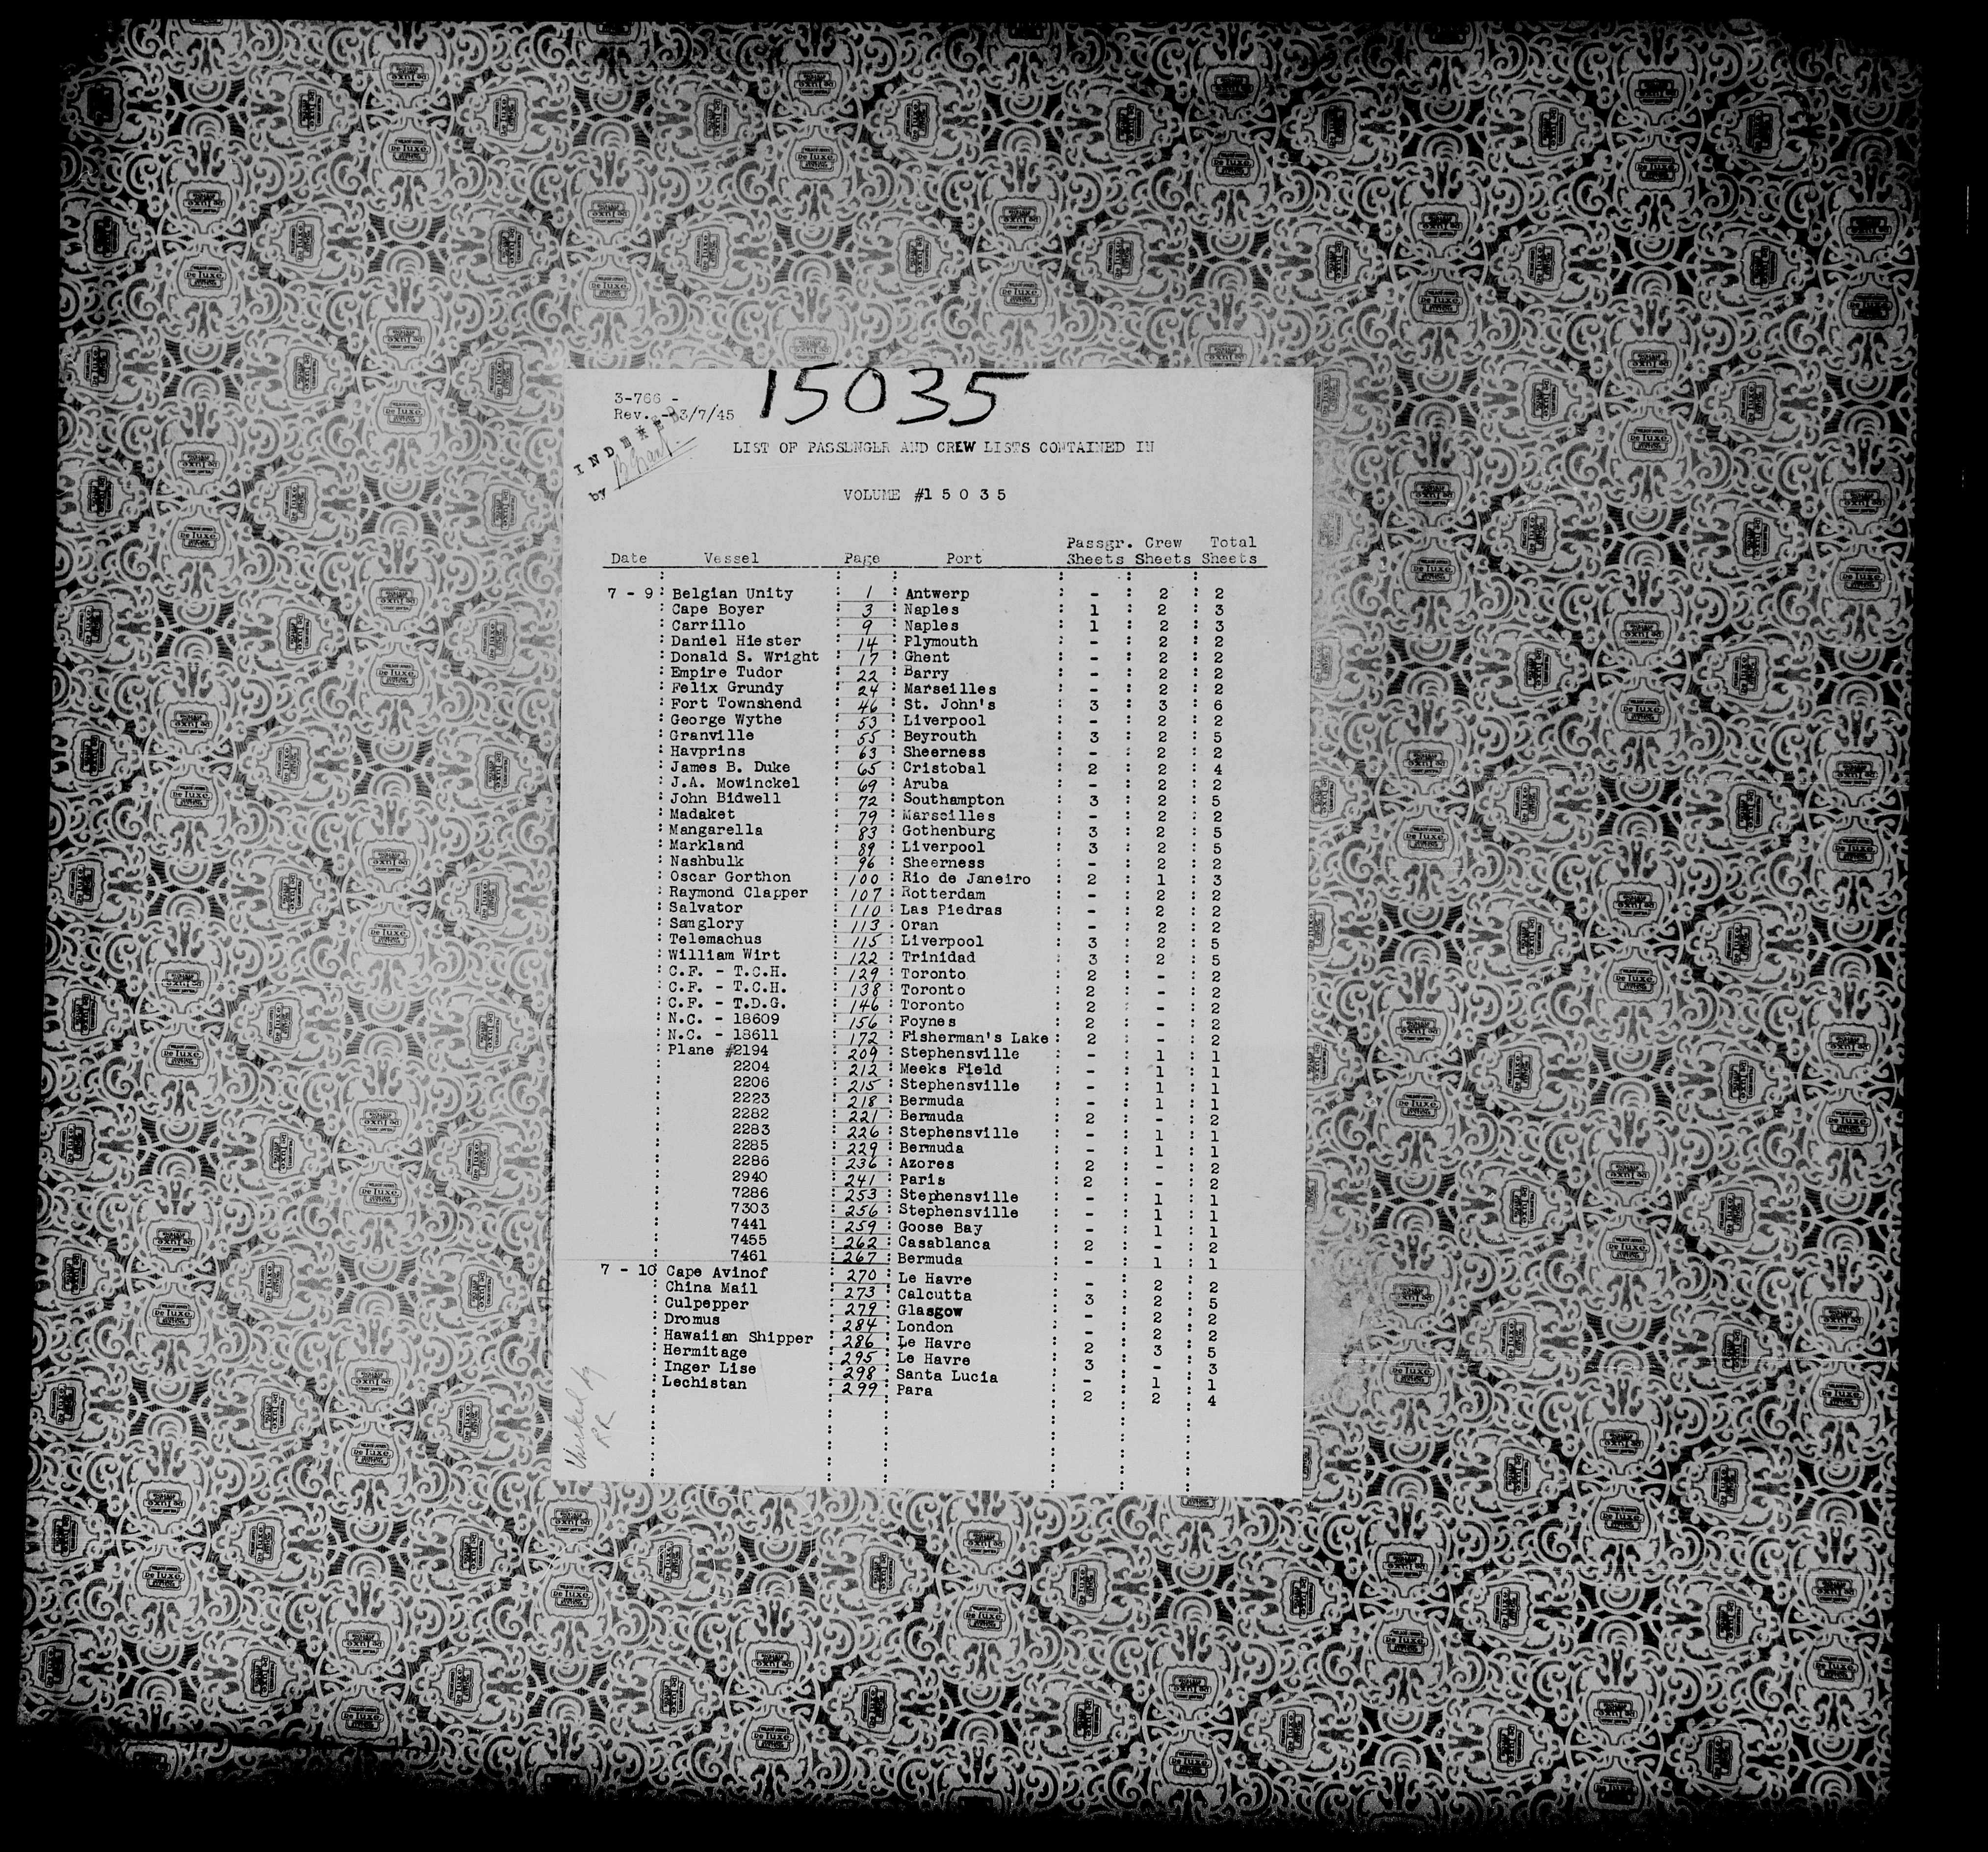 15035
3-766 -
Rev. - 3/7/45
INDEXED
by
LIST OF PASSENGER AND CREW LISTS CONTAINED IN
VOLUME #1 5 0 3 5
Date Vessel Page Port Passgr. Sheets Crew Sheets Total Sheets
7 - 9 : Belgian Unity : 1 : Antwerp : - : 2 : 2
: Cape Boyer : 3 : Naples : 1 : 2 : 3
: Carrillo : 9 : Naples : 1 : 2 : 3
: Daniel Hiester : 14 : Plymouth : - : 2 : 2
: Donald S. Wright : 17 : Ghent : - : 2 : 2
: Empire Tudor : 22 : Barry : - : 2 : 2
: Felix Grundy : 24 : Marseilles : - : 2 : 2
: Fort Townshend : 46 : St. John's : 3 : 3 : 6
: George Wythe : 53 : Liverpool : - : 2 : 2
: Granville : 55 : Beyrouth : 3 : 2 : 5
: Havprins : 63 : Sheerness : - : 2 : 2
: James B. Duke : 65 : Cristobal : 2 : 2 : 4
: J.A. Mowinckel : 69 : Aruba : - : 2 : 2
: John Bidwell : 72 : Southampton : 3 : 2 : 5
: Madaket : 79 : Marseilles : - : 2 : 2
: Mangarella : 83 : Gothenburg : 3 : 2 : 5
: Markland : 89 : Liverpool : 3 : 2 : 5
: Nashbulk : 96 : Sheerness : - : 2 : 2
: Oscar Gorthon : 100 : Rio de Janeiro : 2 : 1 : 3
: Raymond Clapper : 107 : Rotterdam : - : 2 : 2
: Salvator : 110 : Las Piedras : - : 2 : 2
: Samglory : 113 : Oran : - : 2 : 2
: Telemachus : 115 : Liverpool : 3 : 2 : 5
: William Wirt : 122 : Trinidad : 3 : 2 : 5
: C.F. - T.C.H. : 129 : Toronto : 2 : - : 2
: C.F. - T.C.H. : 138 : Toronto : 2 : - : 2
: C.F. - T.D.G. : 146 : Toronto : 2 : - : 2
: N.C. - 18609 : 156 : Foynes : 2 : - : 2
: N.C. - 18611 : 172 : Fisherman's Lake : 2 : - : 2
: Plane #2194 : 209 : Stephensville : - : 1 : 1
: 2204 : 212 : Meeks Field : - : 1 : 1
: 2206 : 215 : Stephensville : - : 1 : 1
: 2223 : 218 : Bermuda : - : 1 : 1
: 2282 : 221 : Bermuda : 2 : - : 2
: 2283 : 226 : Stephensville : - : 1 : 1
: 2285 : 229 : Bermuda : - : 1 : 1
: 2286 : 236 : Azores : 2 : - : 2
: 2940 : 241 : Paris : 2 : - : 2
: 7286 : 253 : Stephensville : - : 1 : 1
: 7303 : 256 : Stephensville : - : 1 : 1
: 7441 : 259 : Goose Bay : - : 1 : 1
: 7455 : 262 : Casablanca : 2 : - : 2
: 7461 : 267 : Bermuda : - : 1 : 1
7 - 10 : Cape Avinof : 270 : Le Havre : - : 2 : 2
: China Mail : 273 : Calcutta : 3 : 2 : 5
: Culpepper : 279 : Glasgow : - : 2 : 2
: Dromus : 284 : London : - : 2 : 2
: Hawaiian Shipper : 286 : Le Havre : 2 : 3 : 5
: Hermitage : 295 : Le Havre : 3 : - : 3
: Inger Lise : 298 : Santa Lucia : - : 1 : 1
: Lechistan : 299 : Para : 2 : 2 : 4
Checked by
RR